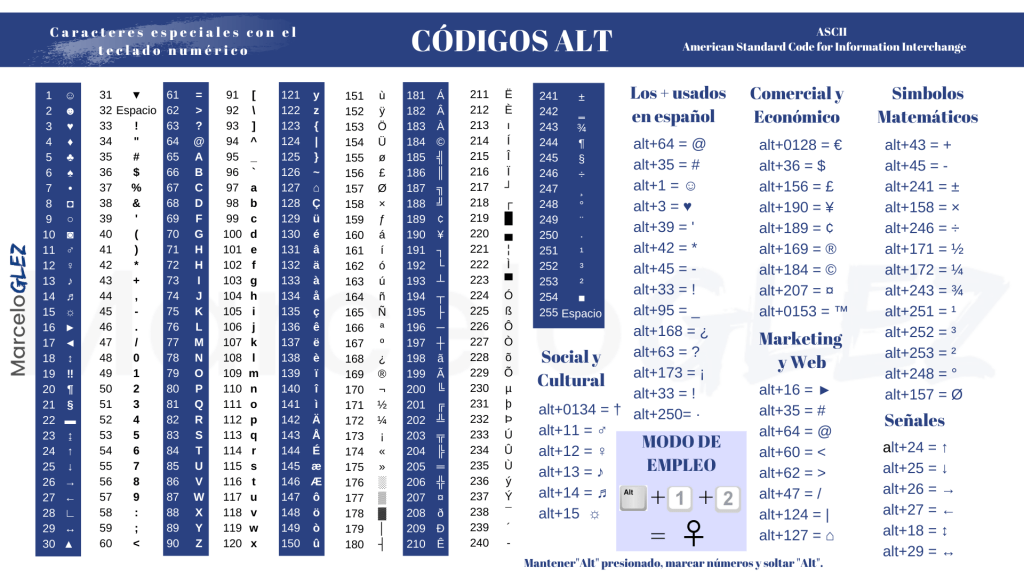 Caracteres especiales con el
teclado numérico
CÓDIGOS ALT
ASCII
American Standard Code for Information Interchange
MarceloGLEZ
1 ☺
2 ☻
3 ♥
4 ♦
5 ♣
6 ♠
7 •
8 ◘
9 ○
10 ◙
11 ♂
12 ♀
13 ♪
14 ♬
15 ☼
16 ►
17 ◄
18 ↕
19 ‼
20 ¶
21 §
22 ▬
23 ↨
24 ↑
25 ↓
26 →
27 ←
28 ∟
29 ↔
30 ▲
31 ▼
32 Espacio
33 !
34 "
35 #
36 $
37 %
38 &
39 '
40 (
41 )
42 *
43 +
44 ,
45 -
46 .
47 /
48 0
49 1
50 2
51 3
52 4
53 5
54 6
55 7
56 8
57 9
58 :
59 ;
60 <
61 =
62 >
63 ?
64 @
65 A
66 B
67 C
68 D
69 F
70 G
71 H
72 H
73 I
74 J
75 K
76 L
77 M
78 N
79 O
80 P
81 Q
82 R
83 S
84 T
85 U
86 V
87 W
88 X
89 Y
90 Z
91 [
92 \
93 ]
94 ^
95 _
96 `
97 a
98 b
99 c
100 d
101 e
102 f
103 g
104 h
105 i
106 j
107 k
108 l
109 m
110 n
111 o
112 p
113 q
114 r
115 s
116 t
117 u
118 v
119 w
120 x
121 y
122 z
123 {
124 |
125 }
126 ~
127 ⌂
128 Ç
129 ü
130 é
131 â
132 ä
133 à
134 å
135 ç
136 ê
137 ë
138 è
139 ï
140 î
141 ì
142 Ä
143 Å
144 É
145 æ
146 Æ
147 ô
148 ö
149 ò
150 û
151 ù
152 ÿ
153 Ö
154 Ü
155 ø
156 £
157 Ø
158 ×
159 ƒ
160 á
161 í
162 ó
163 ú
164 ñ
165 Ñ
166 ª
167 º
168 ¿
169 ®
170 ¬
171 ½
172 ¼
173 ¡
174 «
175 »
176 ░
177 ▒
178 ▓
179 │
180 ┤
181 Á
182 Â
183 À
184 ©
185 ╣
186 ║
187 ╗
188 ╝
189 ¢
190 ¥
191 ┐
192 └
193 ┴
194 ┬
195 ├
196 ─
197 ┼
198 ã
199 Ã
200 ╚
201 ╔
202 ╩
203 ╦
204 ╠
205 ═
206 ╬
207 ¤
208 ð
209 Ð
210 Ê
211 Ë
212 È
213 ı
214 Í
215 Î
216 Ï
217 ┘
218 ┌
219 █
220 ▄
221 ¦
222 Ì
223 ▀
224 Ó
225 ß
226 Ô
227 Ò
228 õ
229 Õ
230 µ
231 þ
232 Þ
233 Ú
234 Û
235 Ù
236 ý
237 Ý
238 ¯
239 ´
240 -
241 ±
242 ‗
243 ¾
244 ¶
245 §
246 ÷
247 ¸
248 °
249 ¨
250 ·
251 ¹
252 ³
253 ²
254 ■
255 Espacio
Social y
Cultural
alt+0134 = †
alt+11 = ♂
alt+12 = ♀
alt+13 = ♪
alt+14 = ♬
alt+15 ☼
Los + usados
en español
alt+64 = @
alt+35 = #
alt+1 = ☺
alt+3 = ♥
alt+39 = '
alt+42 = *
alt+45 = -
alt+33 = !
alt+95 = _
alt+168 = ¿
alt+63 = ?
alt+173 = ¡
alt+33 = !
alt+250= ·
MODO DE
EMPLEO
Alt + 1 + 2
= ♀
Comercial y
Económico
alt+0128 = €
alt+36 = $
alt+156 = £
alt+190 = ¥
alt+189 = ¢
alt+169 = ®
alt+184 = ©
alt+207 = ¤
alt+0153 = ™
Marketing
y Web
alt+16 = ►
alt+35 = #
alt+64 = @
alt+60 = <
alt+62 = >
alt+47 = /
alt+124 = |
alt+127 = ⌂
Simbolos
Matemáticos
alt+43 = +
alt+45 = -
alt+241 = ±
alt+158 = ×
alt+246 = ÷
alt+171 = ½
alt+172 = ¼
alt+243 = ¾
alt+251 = ¹
alt+252 = ³
alt+253 = ²
alt+248 = °
alt+157 = Ø
Señales
alt+24 = ↑
alt+25 = ↓
alt+26 = →
alt+27 = ←
alt+18 = ↕
alt+29 = ↔
Mantener"Alt" presionado, marcar números y soltar "Alt".